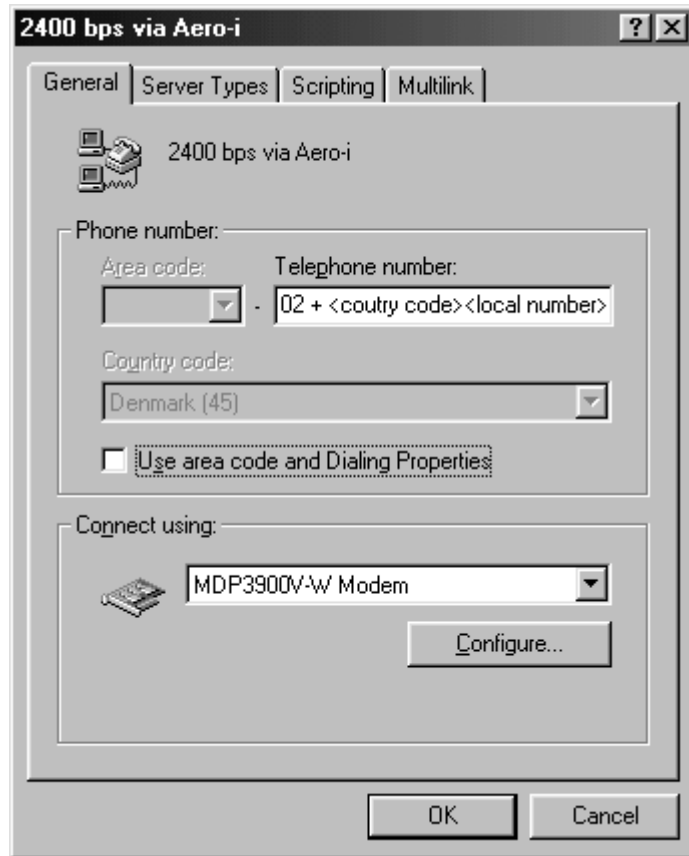 2400 bps via Aero-i
General Server Types Scripting Multilink
2400 bps via Aero-i
Phone number:
Area code: Telephone number:
- 02 + <coutry code><local number>
Country code:
Denmark (45)
Use area code and Dialing Properties
Connect using:
MDP3900V-W Modem
Configure...
OK Cancel